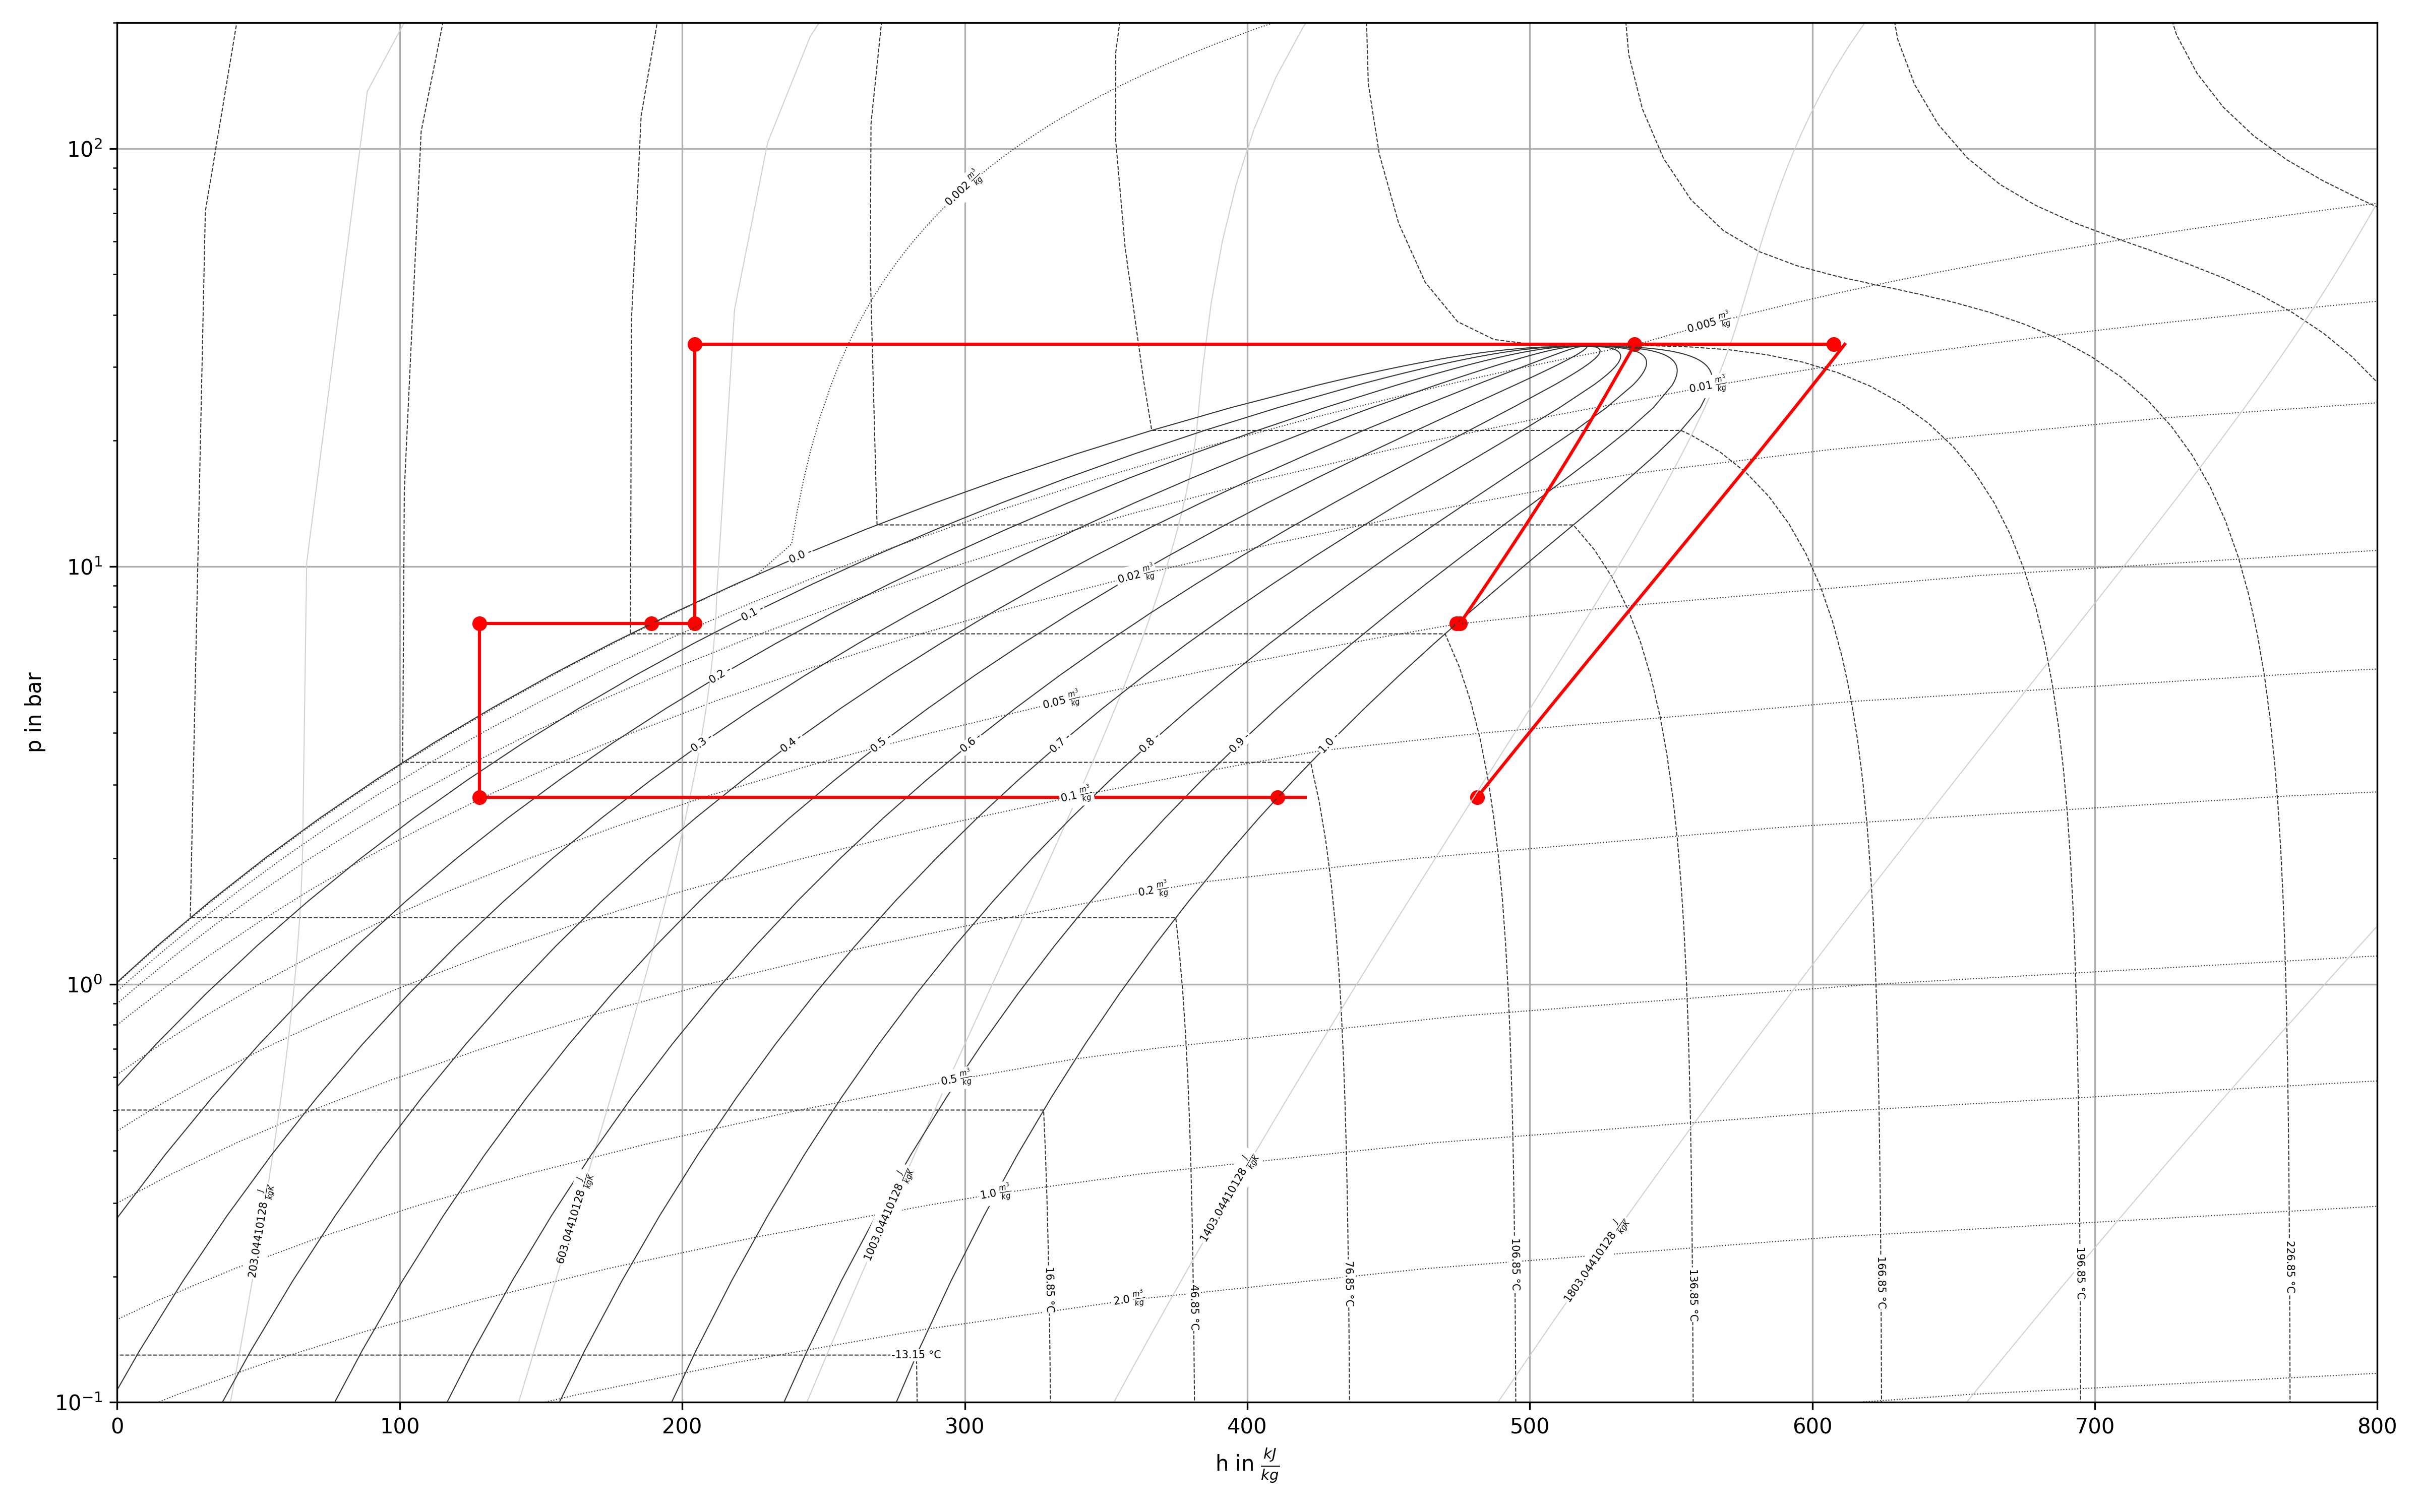 10²
0.002 m³/kg
0.005 m³/kg
0.01 m³/kg
10¹
0.0
0.02 m³/kg
0.1
0.2
0.05 m³/kg
p in bar
0.3
0.4
0.5
0.6
0.7
0.8
0.9
1.0
0.1 m³/kg
0.2 m³/kg
10⁰
0.5 m³/kg
203.04410128 J/kgK
603.04410128 J/kgK
1003.04410128 J/kgK
1403.04410128 J/kgK
1803.04410128 J/kgK
1.0 m³/kg
2.0 m³/kg
16.85 °C
46.85 °C
76.85 °C
106.85 °C
136.85 °C
166.85 °C
196.85 °C
226.85 °C
-13.15 °C
10⁻¹
0 100 200 300 400 500 600 700 800
h in kJ/kg